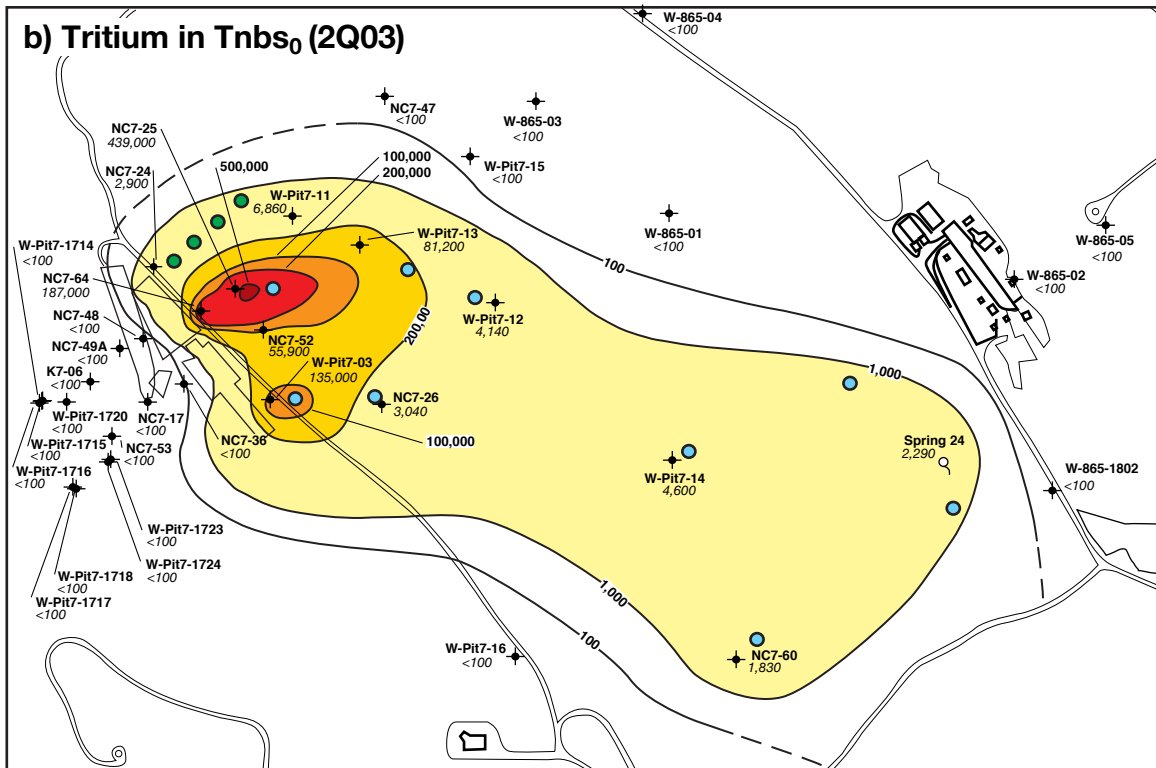 b) Tritium in Tnbs₀ (2Q03)
W-865-04
<100
NC7-47
<100
W-865-03
<100
NC7-25
439,000
NC7-24
2,900
500,000
100,000
200,000
W-Pit7-15
<100
W-Pit7-11
6,860
W-Pit7-13
81,200
W-865-01
<100
W-865-05
<100
W-Pit7-1714
<100
NC7-64
187,000
100
W-865-02
<100
NC7-48
<100
NC7-49A
<100
W-Pit7-12
4,140
200,00
NC7-52
55,900
K7-06
<100
W-Pit7-03
135,000
1,000
NC7-26
3,040
W-Pit7-1720
<100
NC7-17
<100
W-Pit7-1715
<100
NC7-53
<100
NC7-36
<100
100,000
Spring 24
2,290
W-Pit7-1716
<100
W-Pit7-14
4,600
W-865-1802
<100
W-Pit7-1723
<100
W-Pit7-1724
<100
W-Pit7-1718
<100
W-Pit7-1717
<100
1,000
100
W-Pit7-16
<100
NC7-60
1,830